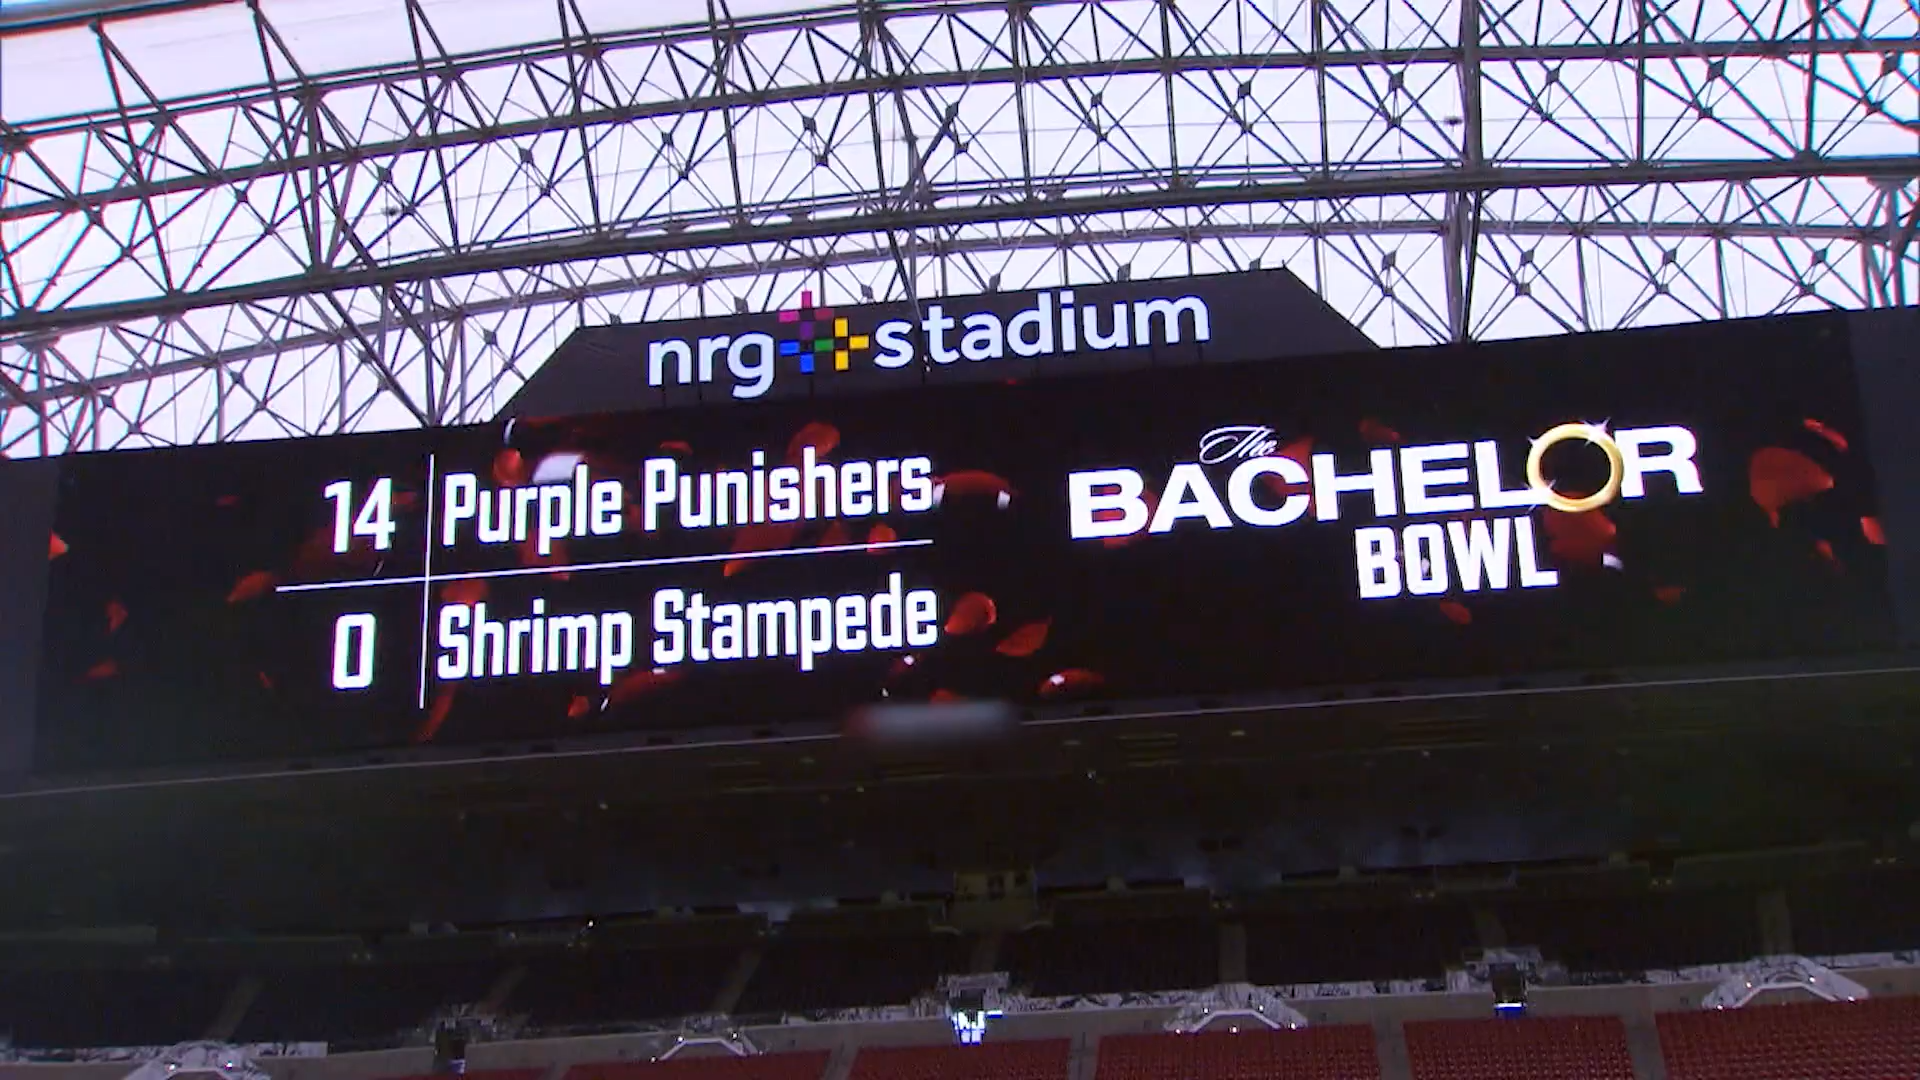 nrg stadium
14 Purple Punishers
0 Shrimp Stampede
The
BACHELOR
BOWL